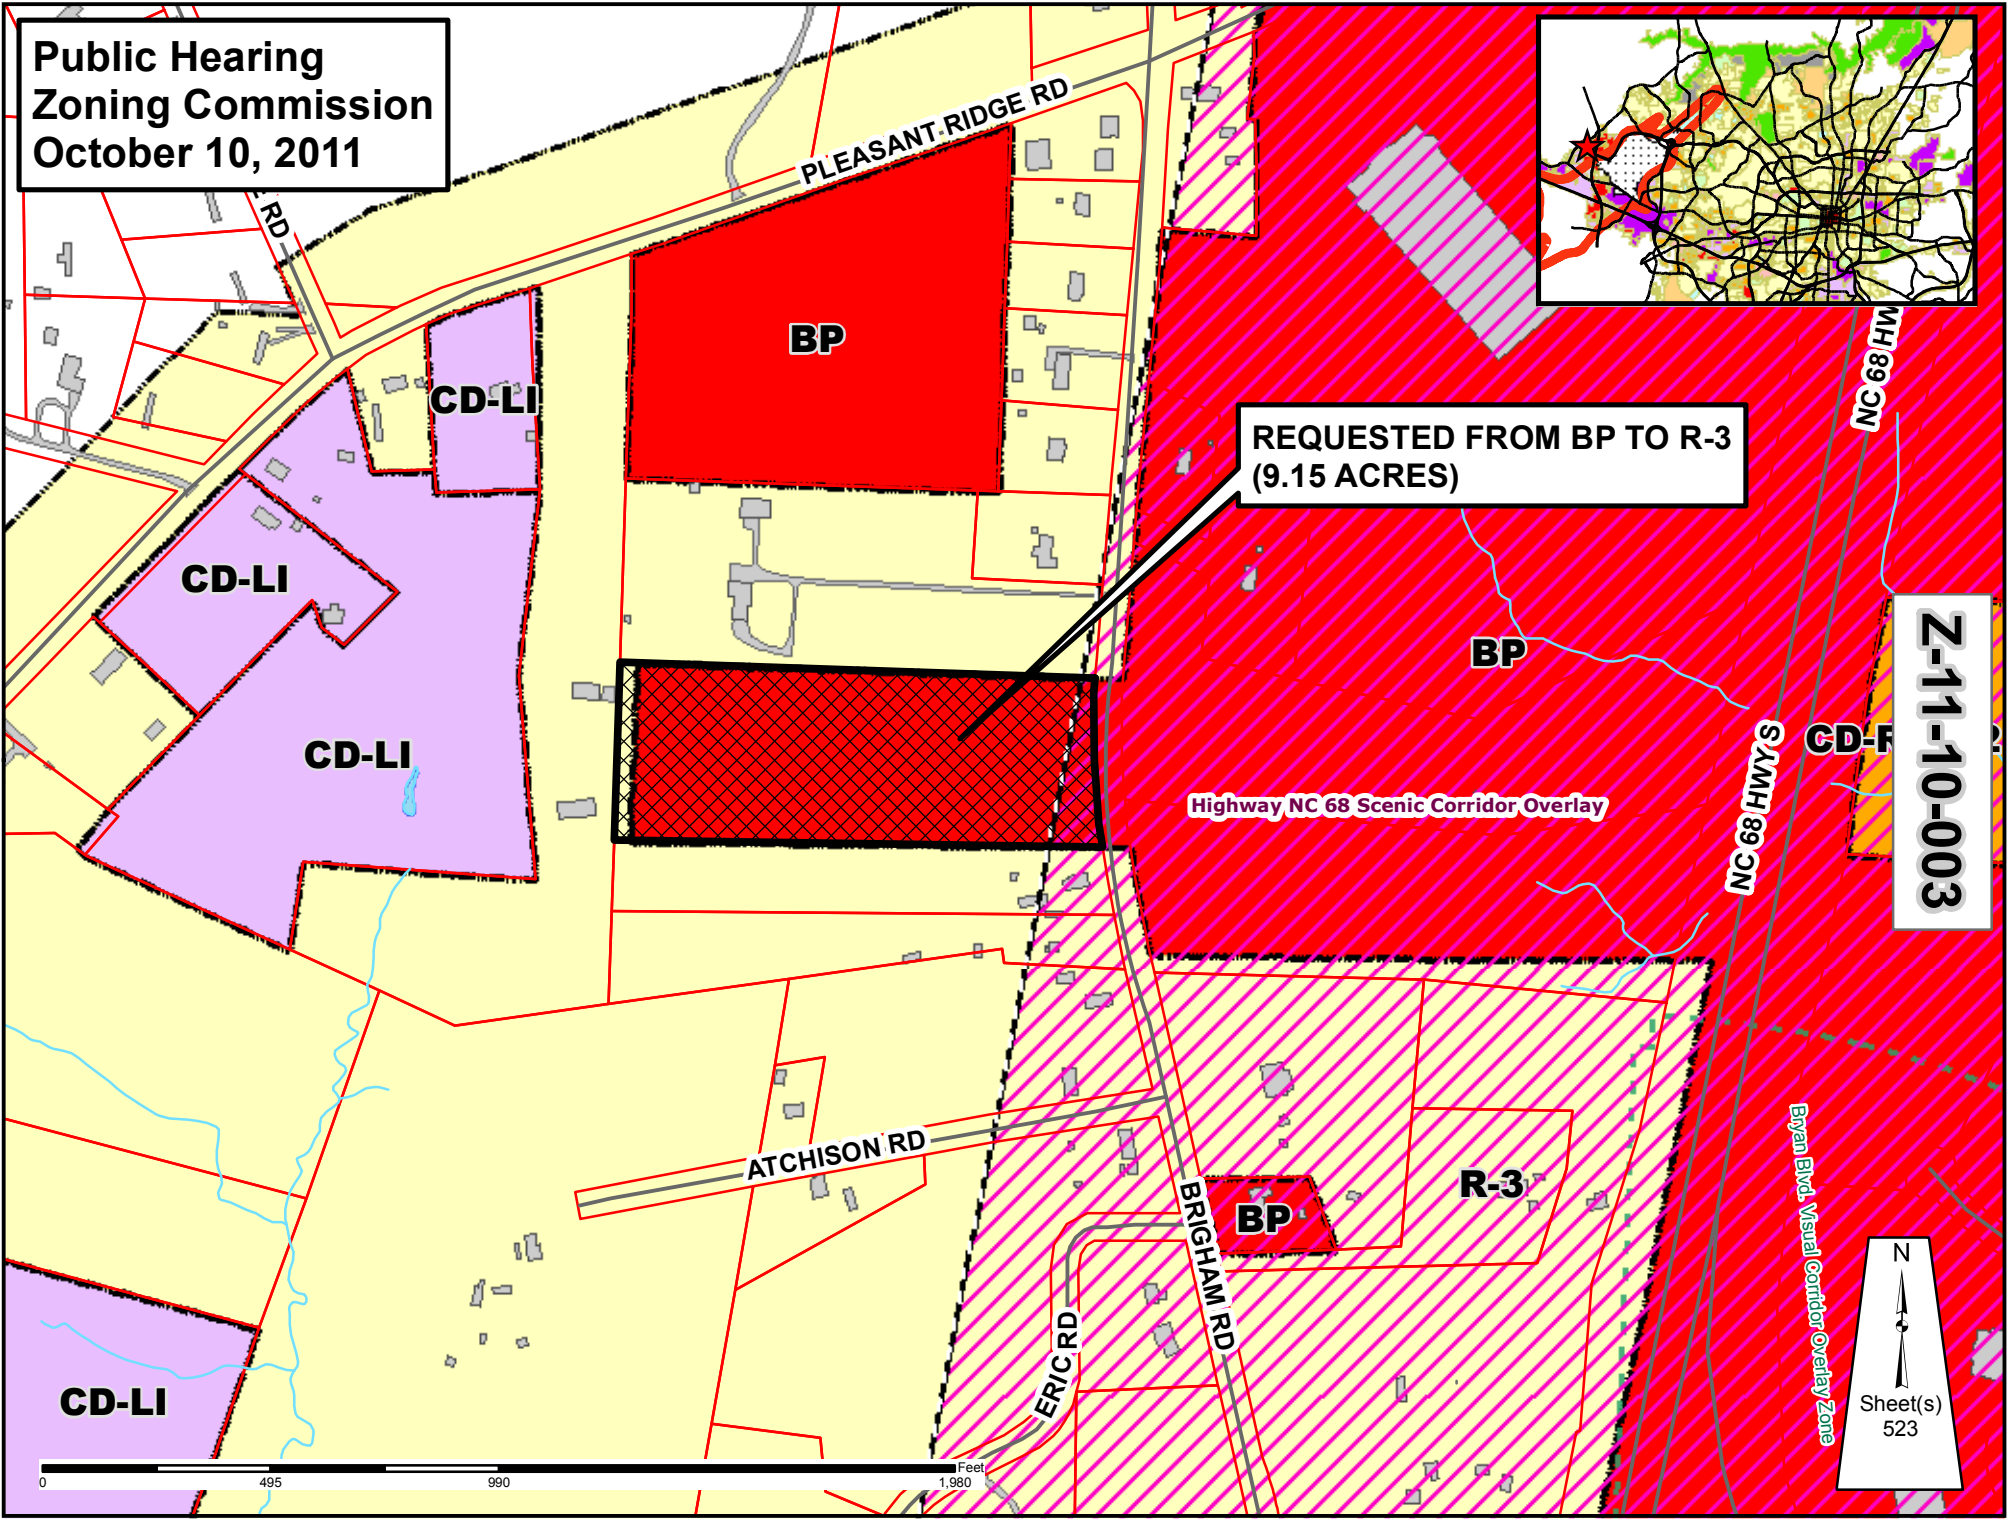 Public Hearing
Zoning Commission
October 10, 2011
RD
PLEASANT RIDGE RD
BP
CD-LI
NC 68 HW
REQUESTED FROM BP TO R-3
(9.15 ACRES)
CD-LI
BP
Z-11-10-003
CD-LI
CD-R
2
NC 68 HWY S
Highway NC 68 Scenic Corridor Overlay
ATCHISON RD
BRIGHAM RD
R-3
BP
Bryan Blvd. Visual Corridor Overlay Zone
ERIC RD
CD-LI
N
Sheet(s)
523
Feet
0 495 990 1,980